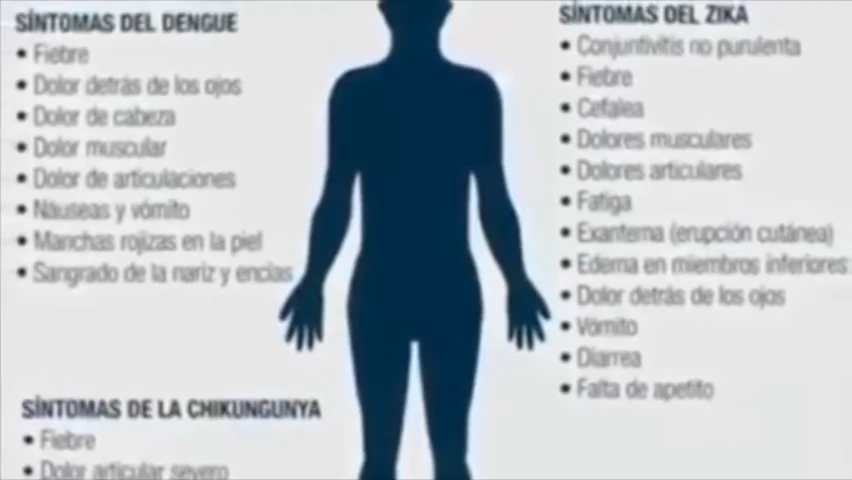 SÍNTOMAS DEL DENGUE
• Fiebre
• Dolor detrás de los ojos
• Dolor de cabeza
• Dolor muscular
• Dolor de articulaciones
• Náuseas y vómito
• Manchas rojizas en la piel
• Sangrado de la nariz y encías
SÍNTOMAS DE LA CHIKUNGUNYA
• Fiebre
• Dolor articular severo
SÍNTOMAS DEL ZIKA
• Conjuntivitis no purulenta
• Fiebre
• Cefalea
• Dolores musculares
• Dolores articulares
• Fatiga
• Exantema (erupción cutánea)
• Edema en miembros inferiores
• Dolor detrás de los ojos
• Vómito
• Diarrea
• Falta de apetito